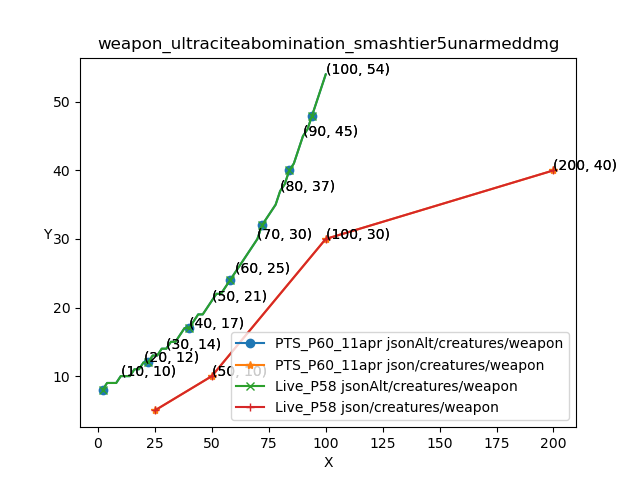 weapon_ultraciteabomination_smashtier5unarmeddmg
(100, 54)
50
(90, 45)
40
(200, 40)
(80, 37)
Y
30
(70, 30)
(100, 30)
(60, 25)
(50, 21)
20
(40, 17)
(30, 14)
(20, 12)
10
(10, 10)
(50, 10)
PTS_P60_11apr jsonAlt/creatures/weapon
PTS_P60_11apr json/creatures/weapon
Live_P58 jsonAlt/creatures/weapon
Live_P58 json/creatures/weapon
0 25 50 75 100 125 150 175 200
X